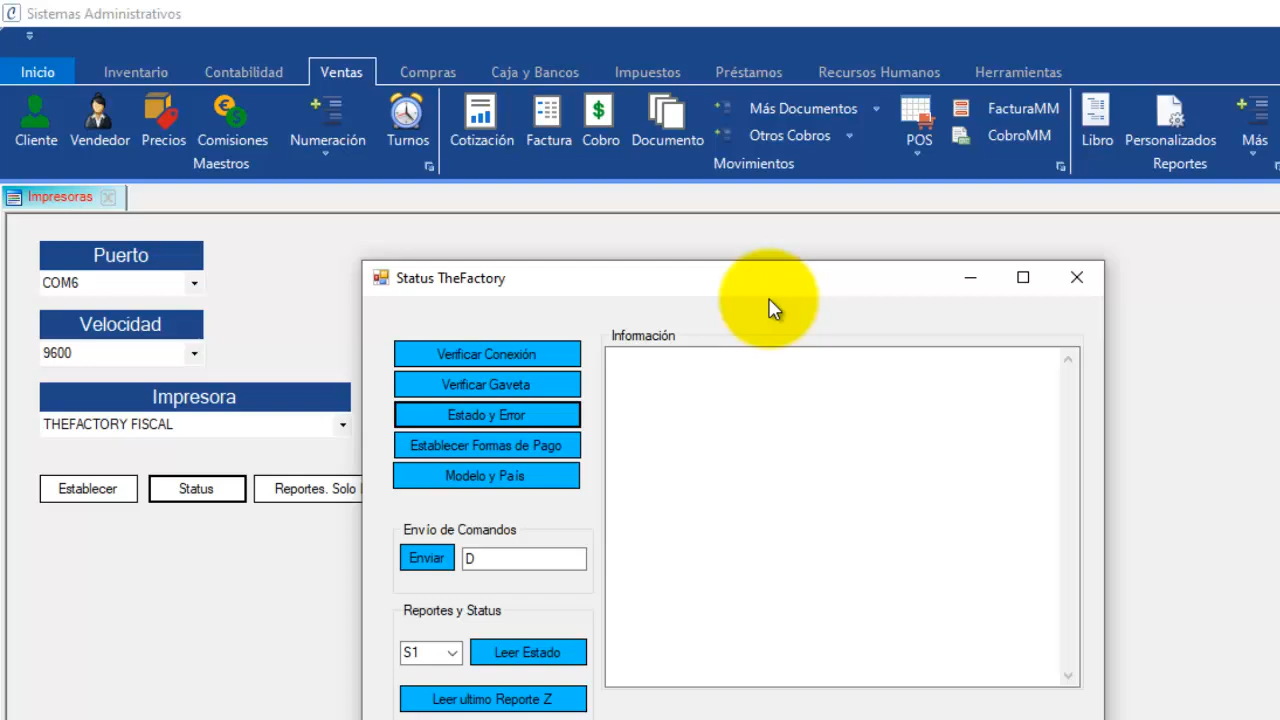 Sistemas Administrativos
Inicio Inventario Contabilidad Ventas Compras Caja y Bancos Impuestos Préstamos Recursos Humanos Herramientas
Cliente Vendedor Precios Comisiones Numeración Turnos Cotización Factura Cobro Documento Más Documentos Otros Cobros POS FacturaMM CobroMM Libro Personalizados Más
Maestros Movimientos Reportes
Impresoras
Puerto
COM6
Velocidad
9600
Impresora
THEFACTORY FISCAL
Establecer Status Reportes. Solo
Status TheFactory
Verificar Conexión
Verificar Gaveta
Estado y Error
Establecer Formas de Pago
Modelo y País
Información
Envío de Comandos
Enviar D
Reportes y Status
S1 Leer Estado
Leer ultimo Reporte Z